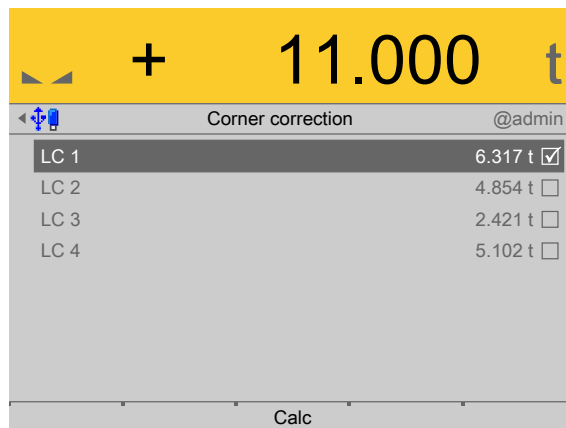 + 11.000 t
Corner correction @admin
LC 1 6.317 t
LC 2 4.854 t
LC 3 2.421 t
LC 4 5.102 t
Calc